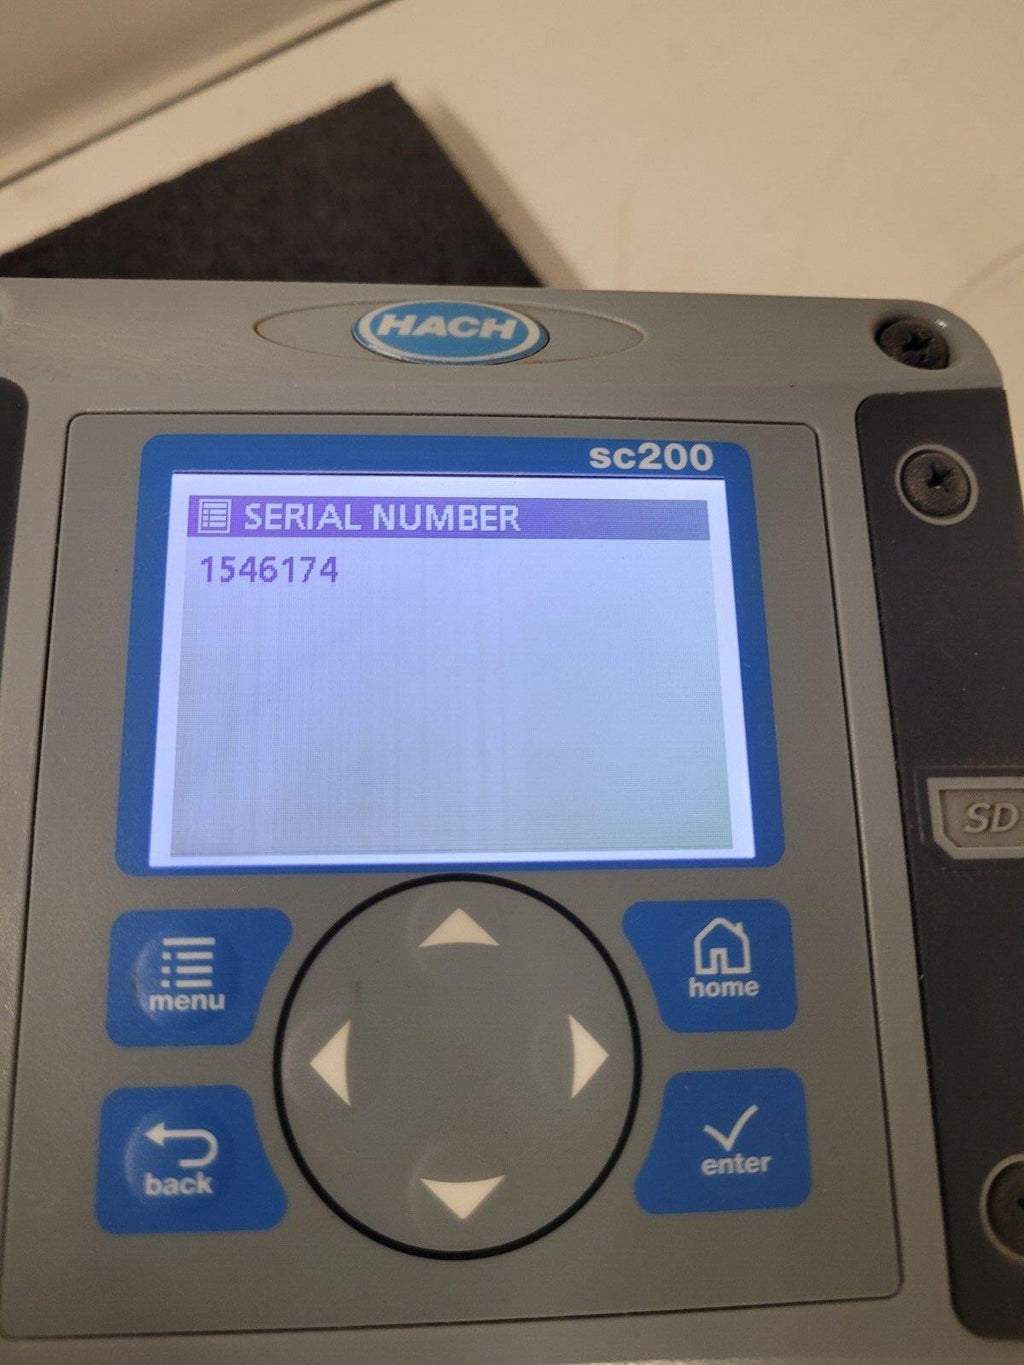 HACH
sc200
SERIAL NUMBER
1546174
menu
home
back
enter
SD